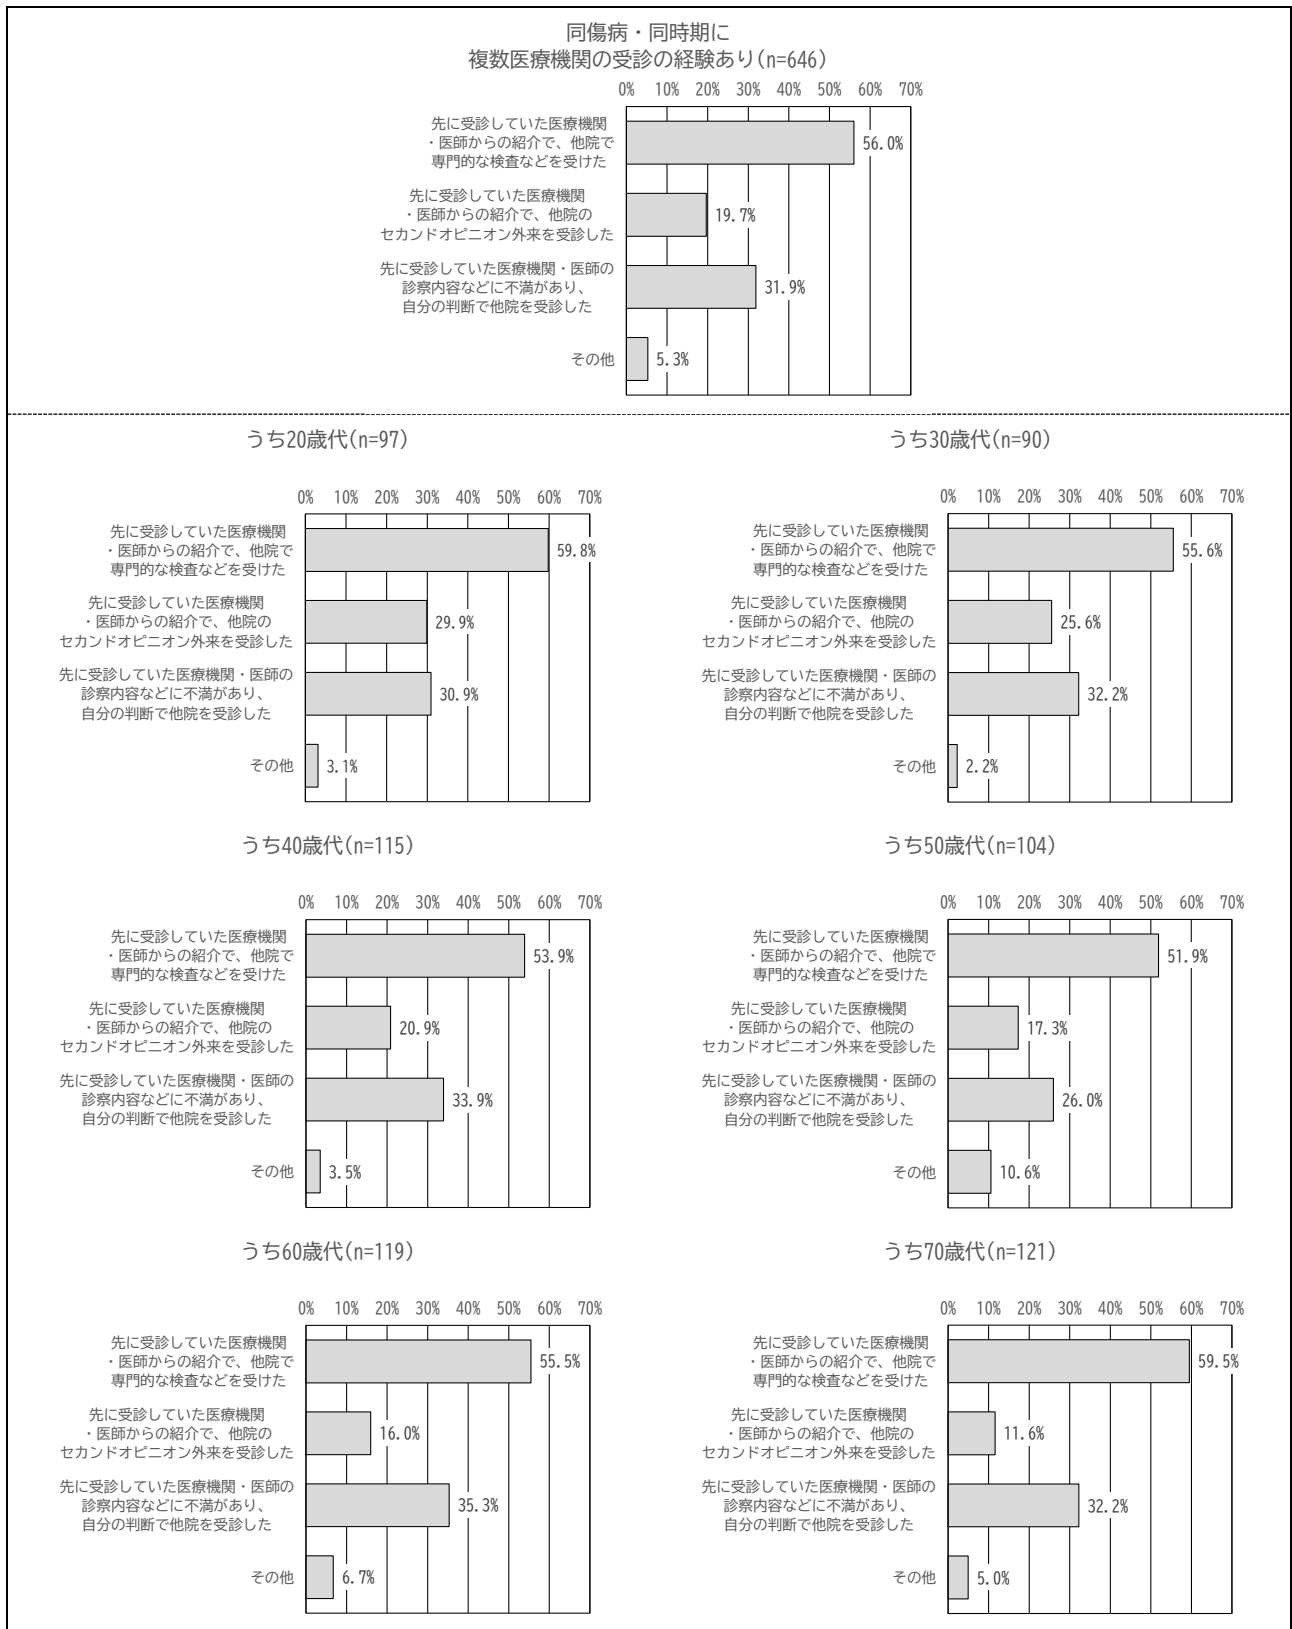 同傷病・同時期に
複数医療機関の受診の経験あり(n=646)
0% 10% 20% 30% 40% 50% 60% 70%
先に受診していた医療機関
・医師からの紹介で、他院で
専門的な検査などを受けた
56.0%
先に受診していた医療機関
・医師からの紹介で、他院の
セカンドオピニオン外来を受診した
19.7%
先に受診していた医療機関・医師の
診察内容などに不満があり、
自分の判断で他院を受診した
31.9%
その他
5.3%
うち20歳代(n=97)
0% 10% 20% 30% 40% 50% 60% 70%
先に受診していた医療機関
・医師からの紹介で、他院で
専門的な検査などを受けた
59.8%
先に受診していた医療機関
・医師からの紹介で、他院の
セカンドオピニオン外来を受診した
29.9%
先に受診していた医療機関・医師の
診察内容などに不満があり、
自分の判断で他院を受診した
30.9%
その他
3.1%
うち30歳代(n=90)
0% 10% 20% 30% 40% 50% 60% 70%
先に受診していた医療機関
・医師からの紹介で、他院で
専門的な検査などを受けた
55.6%
先に受診していた医療機関
・医師からの紹介で、他院の
セカンドオピニオン外来を受診した
25.6%
先に受診していた医療機関・医師の
診察内容などに不満があり、
自分の判断で他院を受診した
32.2%
その他
2.2%
うち40歳代(n=115)
0% 10% 20% 30% 40% 50% 60% 70%
先に受診していた医療機関
・医師からの紹介で、他院で
専門的な検査などを受けた
53.9%
先に受診していた医療機関
・医師からの紹介で、他院の
セカンドオピニオン外来を受診した
20.9%
先に受診していた医療機関・医師の
診察内容などに不満があり、
自分の判断で他院を受診した
33.9%
その他
3.5%
うち50歳代(n=104)
0% 10% 20% 30% 40% 50% 60% 70%
先に受診していた医療機関
・医師からの紹介で、他院で
専門的な検査などを受けた
51.9%
先に受診していた医療機関
・医師からの紹介で、他院の
セカンドオピニオン外来を受診した
17.3%
先に受診していた医療機関・医師の
診察内容などに不満があり、
自分の判断で他院を受診した
26.0%
その他
10.6%
うち60歳代(n=119)
0% 10% 20% 30% 40% 50% 60% 70%
先に受診していた医療機関
・医師からの紹介で、他院で
専門的な検査などを受けた
55.5%
先に受診していた医療機関
・医師からの紹介で、他院の
セカンドオピニオン外来を受診した
16.0%
先に受診していた医療機関・医師の
診察内容などに不満があり、
自分の判断で他院を受診した
35.3%
その他
6.7%
うち70歳代(n=121)
0% 10% 20% 30% 40% 50% 60% 70%
先に受診していた医療機関
・医師からの紹介で、他院で
専門的な検査などを受けた
59.5%
先に受診していた医療機関
・医師からの紹介で、他院の
セカンドオピニオン外来を受診した
11.6%
先に受診していた医療機関・医師の
診察内容などに不満があり、
自分の判断で他院を受診した
32.2%
その他
5.0%